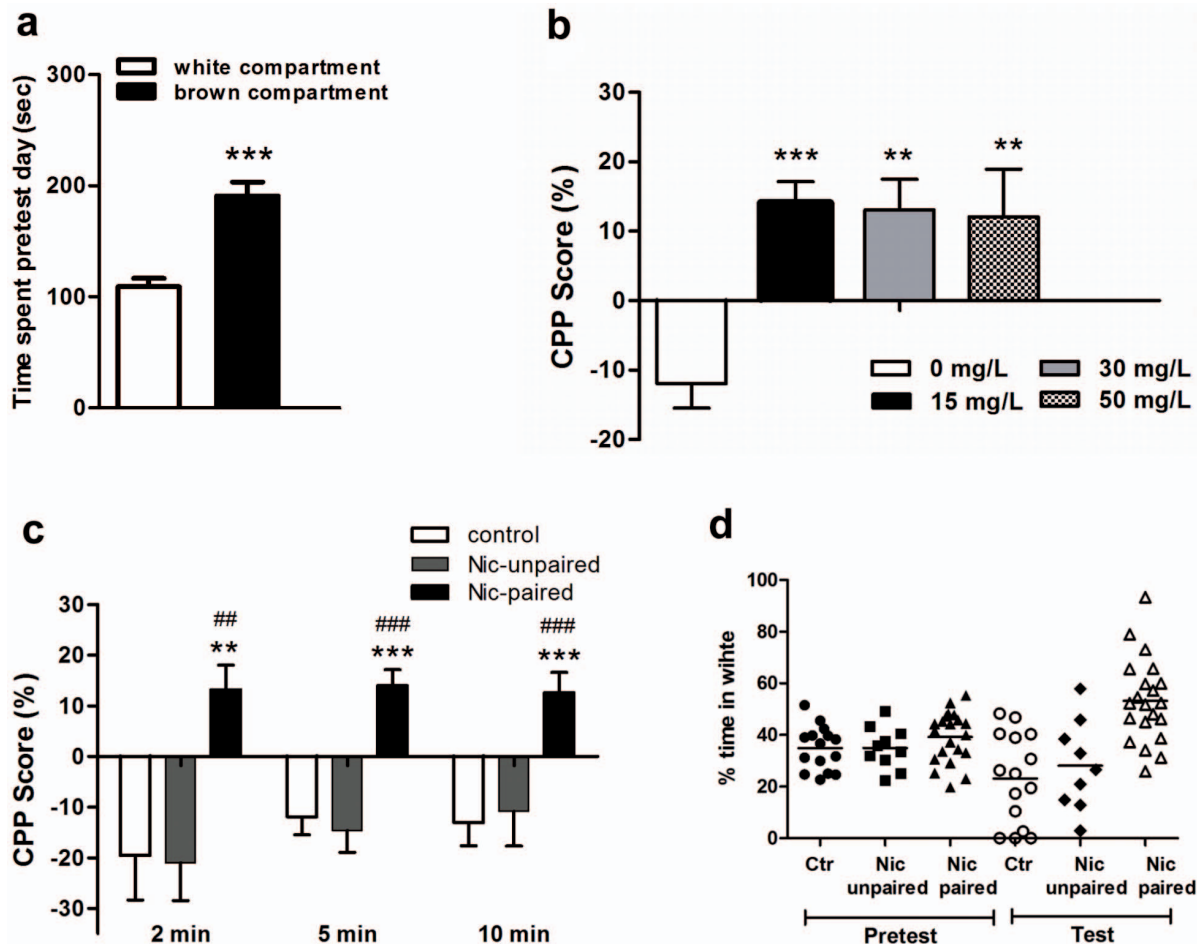 a
white compartment
brown compartment
Time spent pretest day (sec)
300
200
100
0
***
b
CPP Score (%)
30
20
10
0
-10
-20
***
**
**
0 mg/L
30 mg/L
15 mg/L
50 mg/L
c
control
Nic-unpaired
Nic-paired
CPP Score (%)
30
20
10
0
-10
-20
-30
##
**
###
***
###
***
2 min
5 min
10 min
d
% time in wihte
100
80
60
40
20
0
Ctr
Nic
unpaired
Nic
paired
Ctr
Nic
unpaired
Nic
paired
Pretest
Test